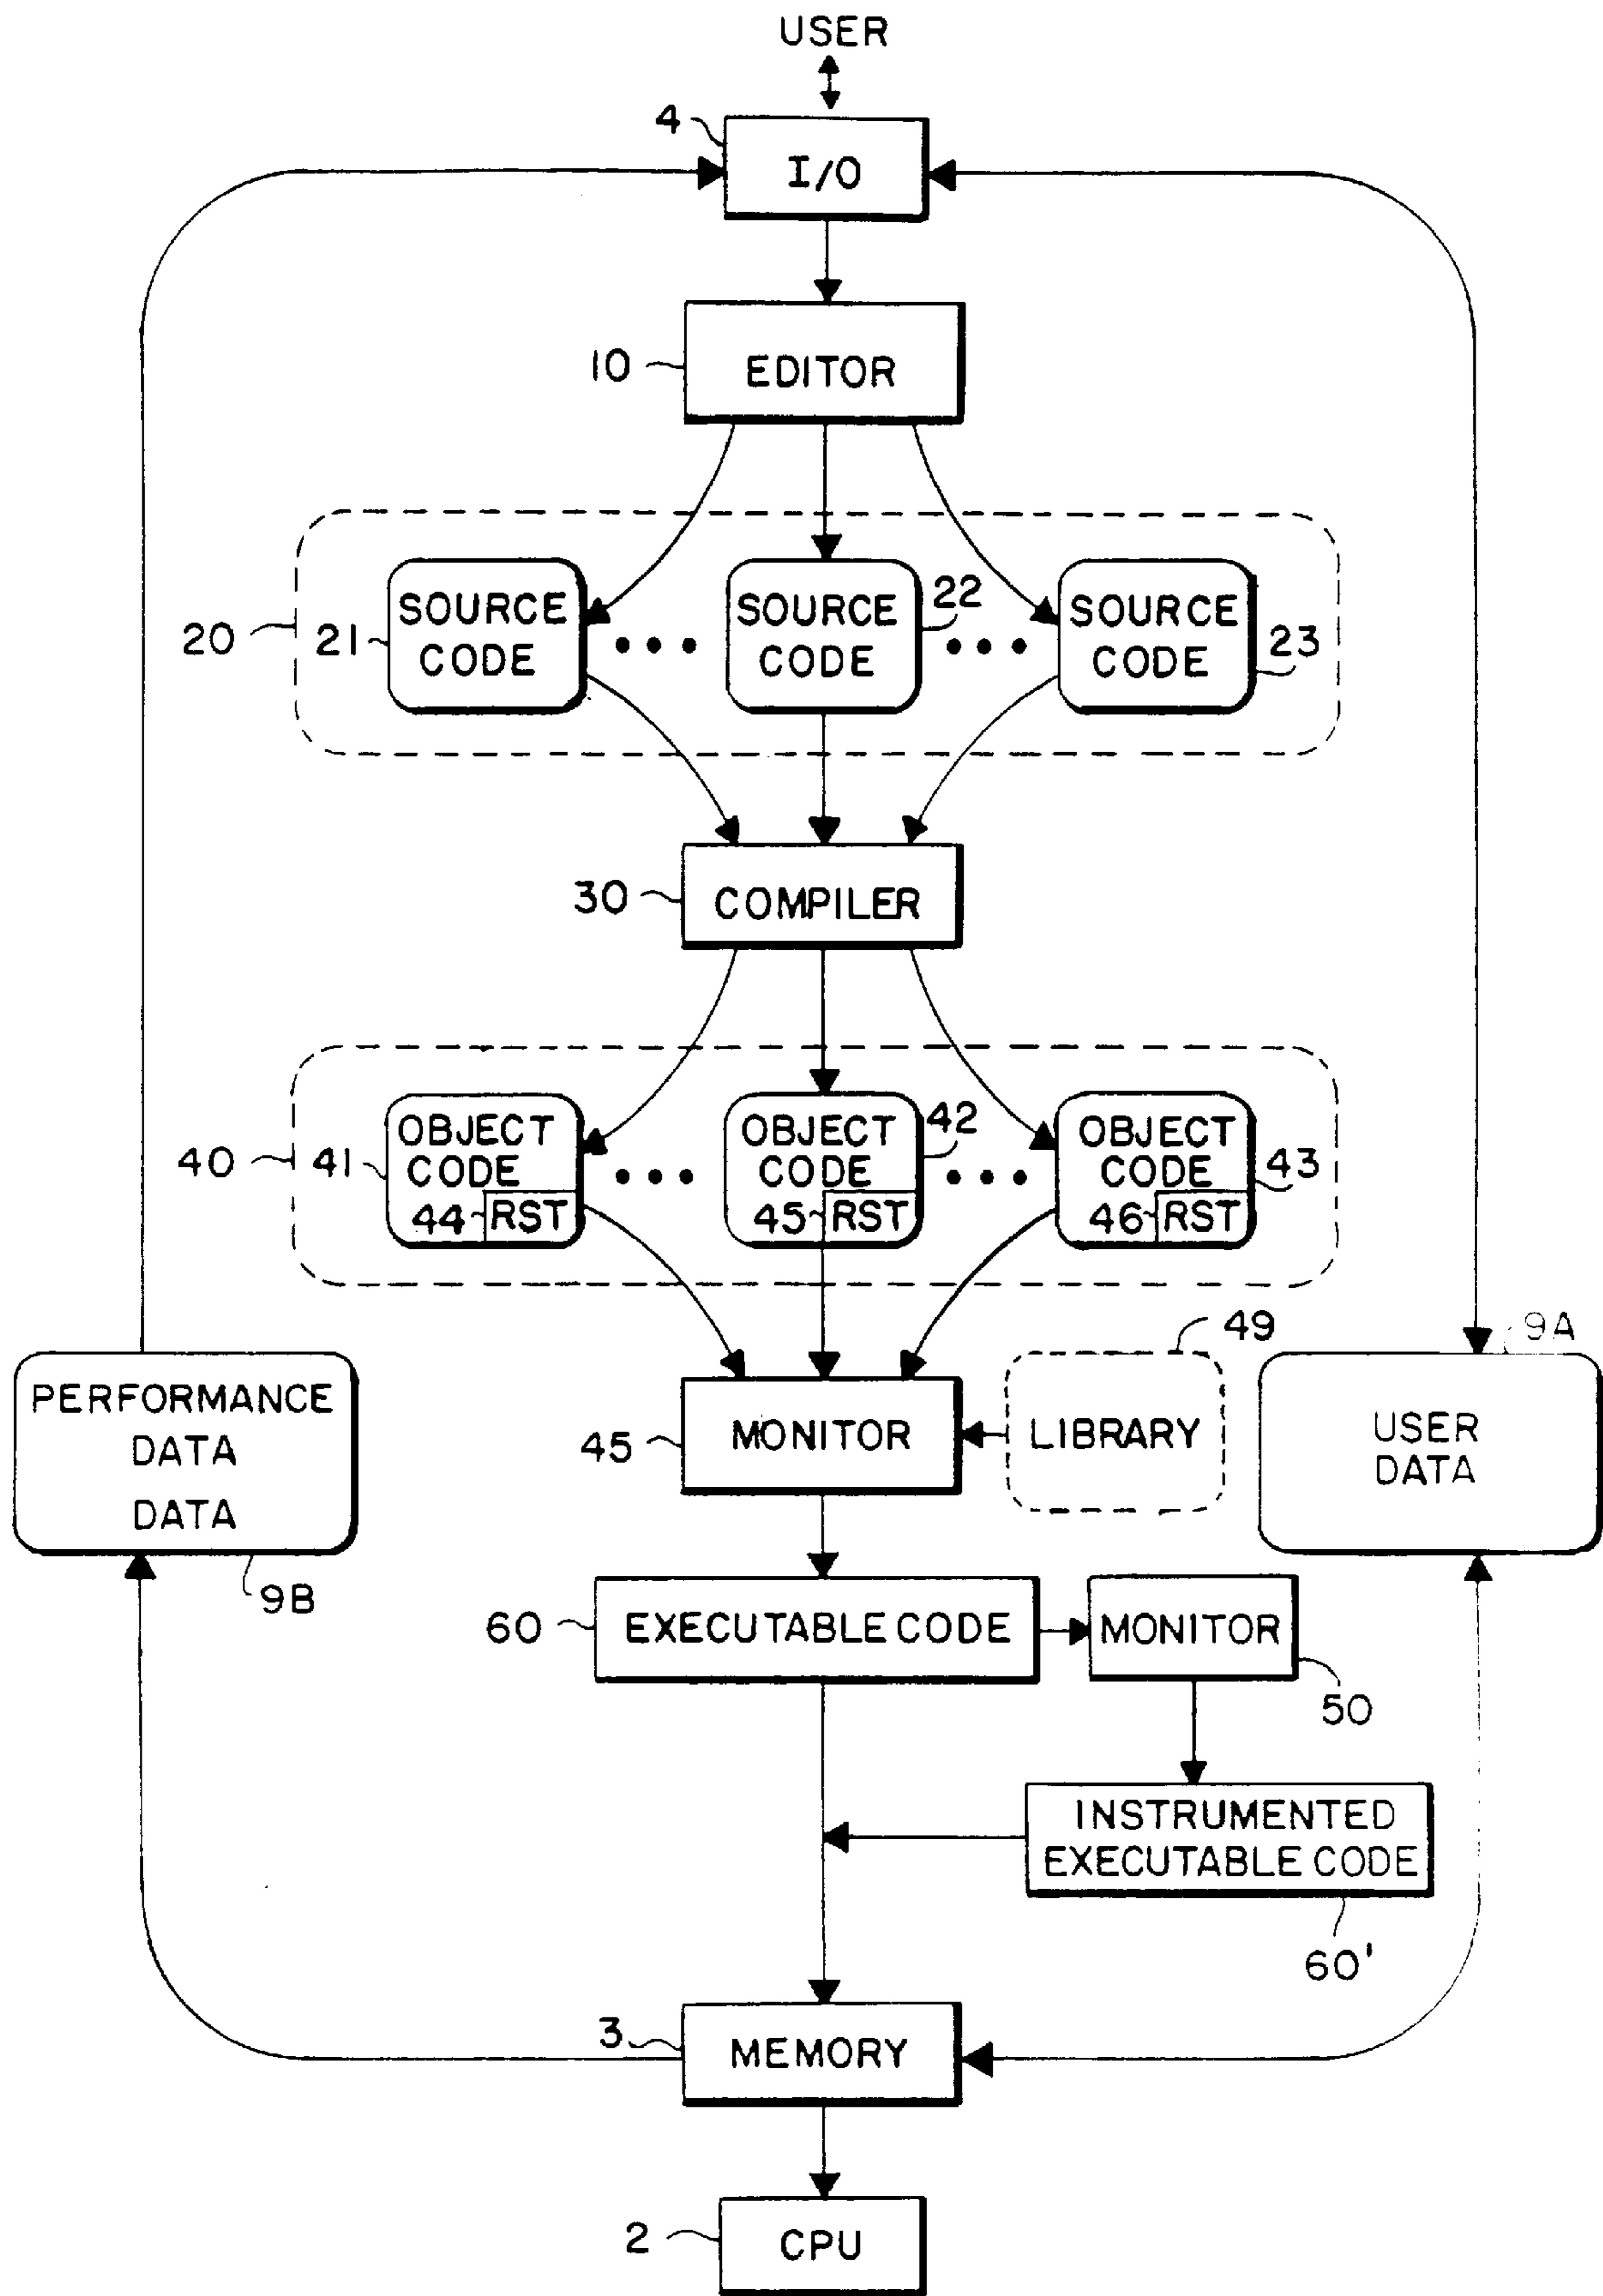 USER
4
I/O
10
EDITOR
20
21
SOURCE
CODE
22
SOURCE
CODE
23
SOURCE
CODE
30
COMPILER
40
41
OBJECT
CODE
44
RST
42
OBJECT
CODE
45
RST
43
OBJECT
CODE
46
RST
49
LIBRARY
45
MONITOR
9A
USER
DATA
PERFORMANCE
DATA
DATA
9B
60
EXECUTABLE CODE
MONITOR
50
INSTRUMENTED
EXECUTABLE CODE
60'
3
MEMORY
2
CPU